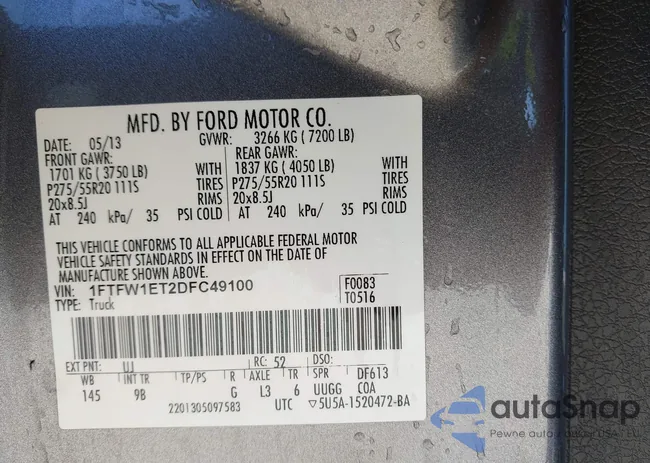 MFD. BY FORD MOTOR CO.
DATE: 05/13 GVWR: 3266 KG ( 7200 LB)
FRONT GAWR: REAR GAWR:
1701 KG ( 3750 LB) WITH 1837 KG ( 4050 LB) WITH
P275/55R20 111S TIRES P275/55R20 111S TIRES
20x8.5J RIMS 20x8.5J RIMS
AT 240 kPa/ 35 PSI COLD AT 240 kPa/ 35 PSI COLD
THIS VEHICLE CONFORMS TO ALL APPLICABLE FEDERAL MOTOR
VEHICLE SAFETY STANDARDS IN EFFECT ON THE DATE OF
MANUFACTURE SHOWN ABOVE.
VIN: 1FTFW1ET2DFC49100 F0083
TYPE: Truck T0516
EXT PNT: UJ RC: 52 DSO:
WB INT TR TP/PS R AXLE TR SPR DF613
145 9B G L3 6 UUGG COA
2201305097583 UTC ▽5U5A-1520472-BA
autoSnap